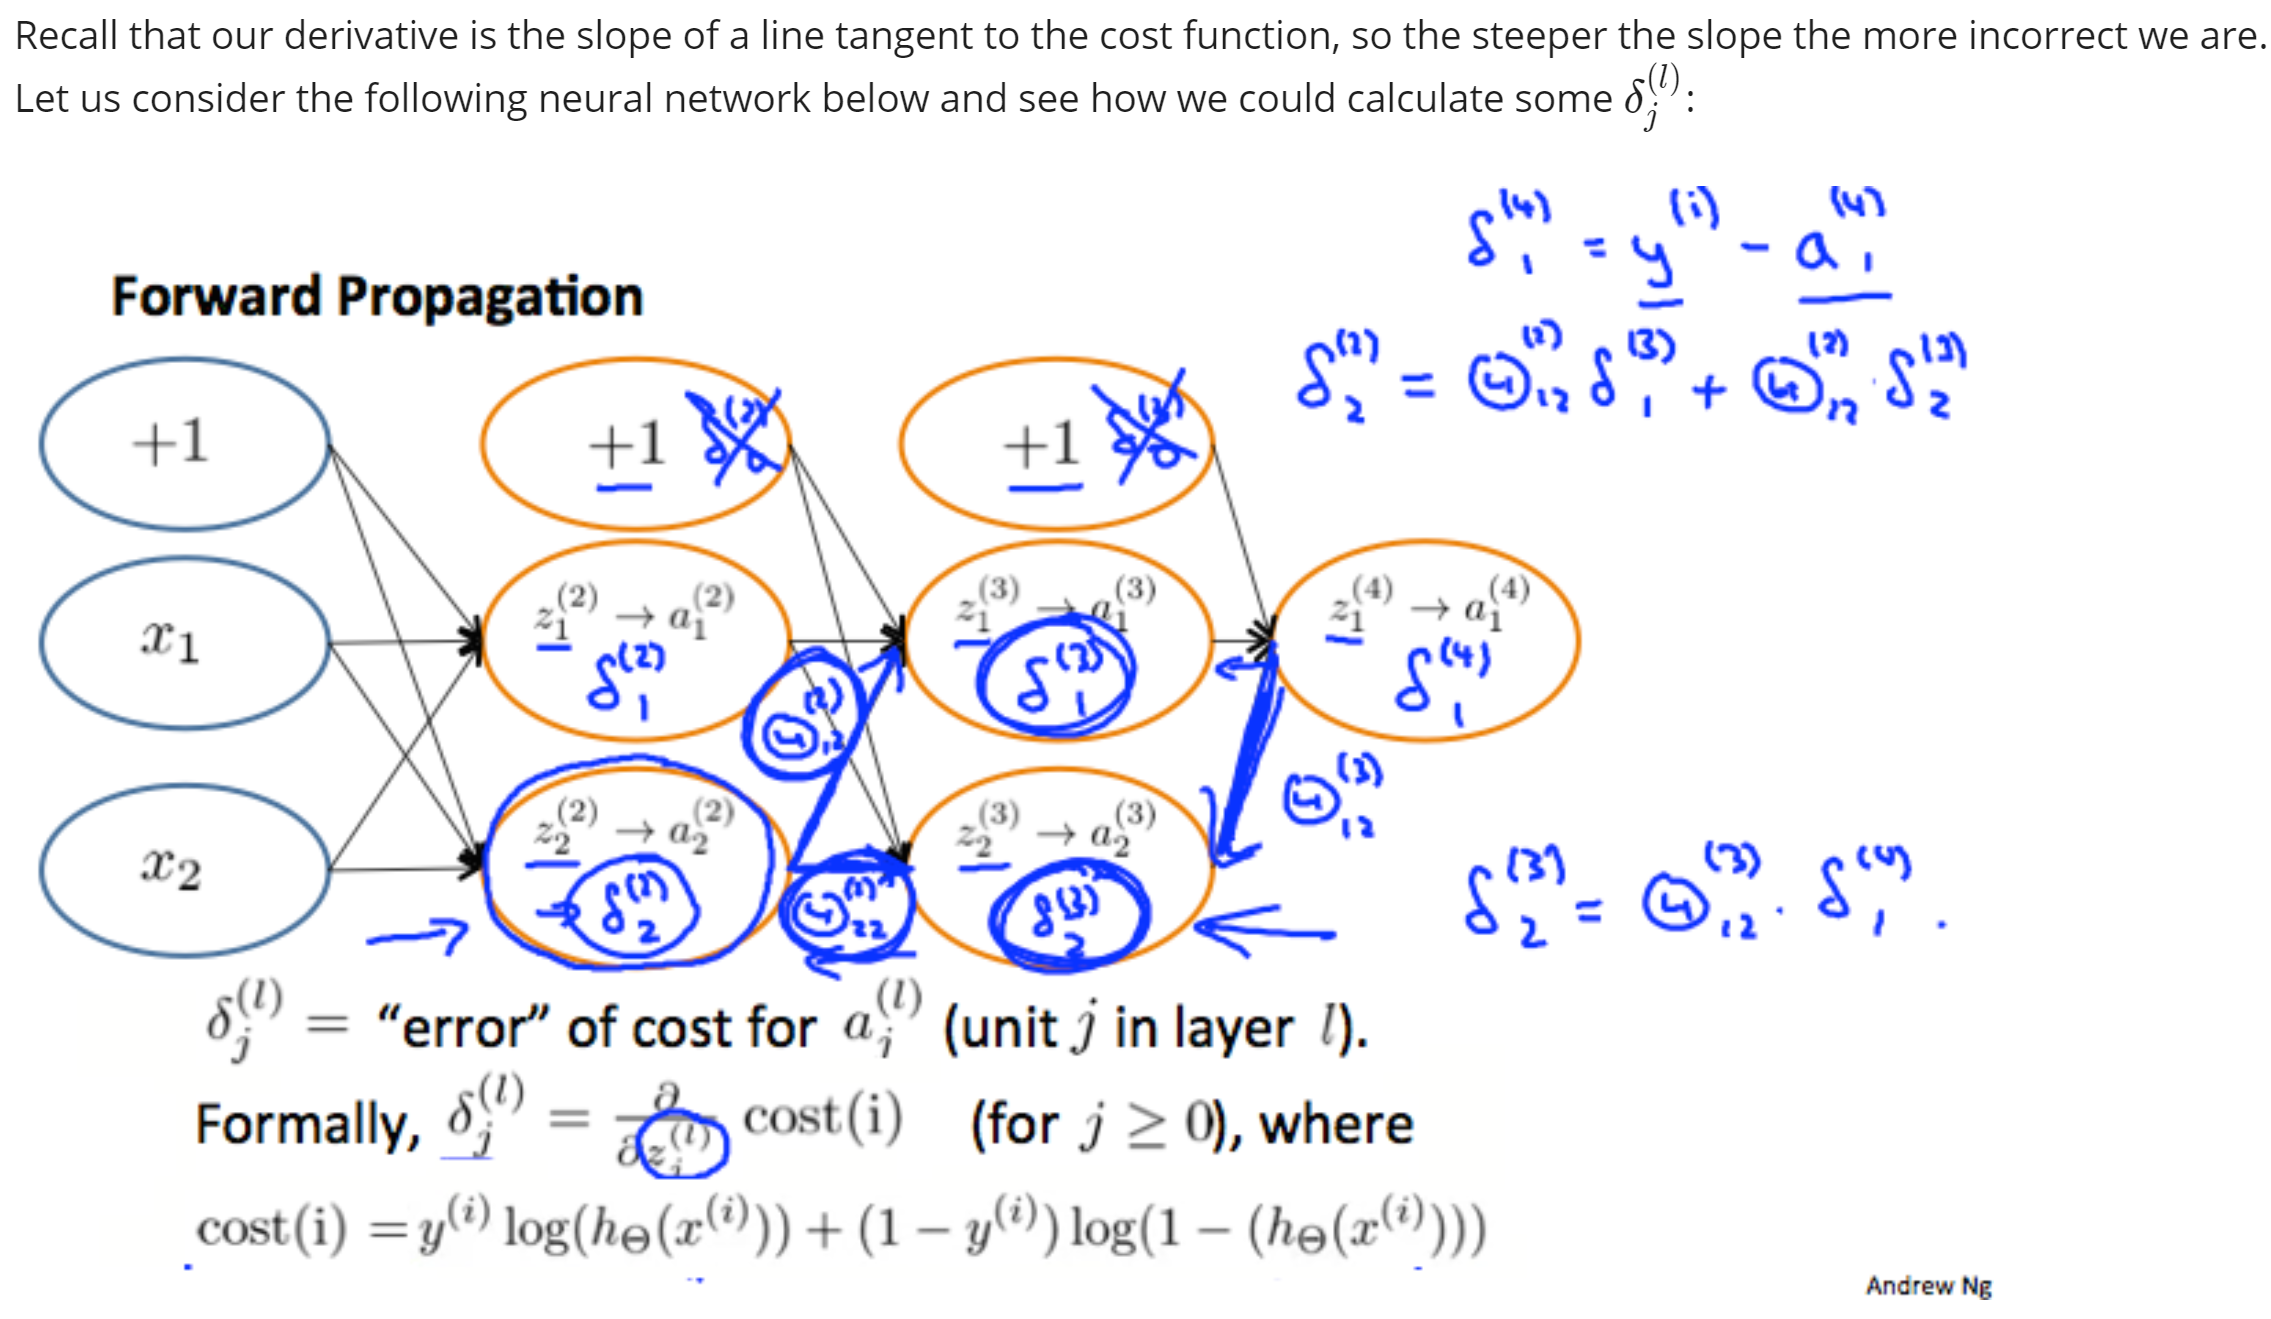 Recall that our derivative is the slope of a line tangent to the cost function, so the steeper the slope the more incorrect we are.
Let us consider the following neural network below and see how we could calculate some δ_j^(l):
δ_1^(4) = y^(i) - a_1^(4)
Forward Propagation
δ_2^(2) = Θ_12^(2) δ_1^(3) + Θ_22^(2) · δ_2^(3)
+1
+1
+1
x_1
z_1^(2) → a_1^(2)
δ_1^(2)
z_1^(3) → a_1^(3)
δ_1^(3)
z_1^(4) → a_1^(4)
δ_1^(4)
Θ_12^(2)
Θ_12^(3)
x_2
z_2^(2) → a_2^(2)
δ_2^(2)
Θ_22^(2)
z_2^(3) → a_2^(3)
δ_2^(3)
δ_2^(3) = Θ_12^(3) · δ_1^(4).
δ_j^(l) = “error” of cost for a_j^(l) (unit j in layer l).
Formally, δ_j^(l) = ∂/∂z_j^(l) cost(i) (for j ≥ 0), where
cost(i) = y^(i) log(h_Θ(x^(i))) + (1 − y^(i)) log(1 − (h_Θ(x^(i))))
Andrew Ng